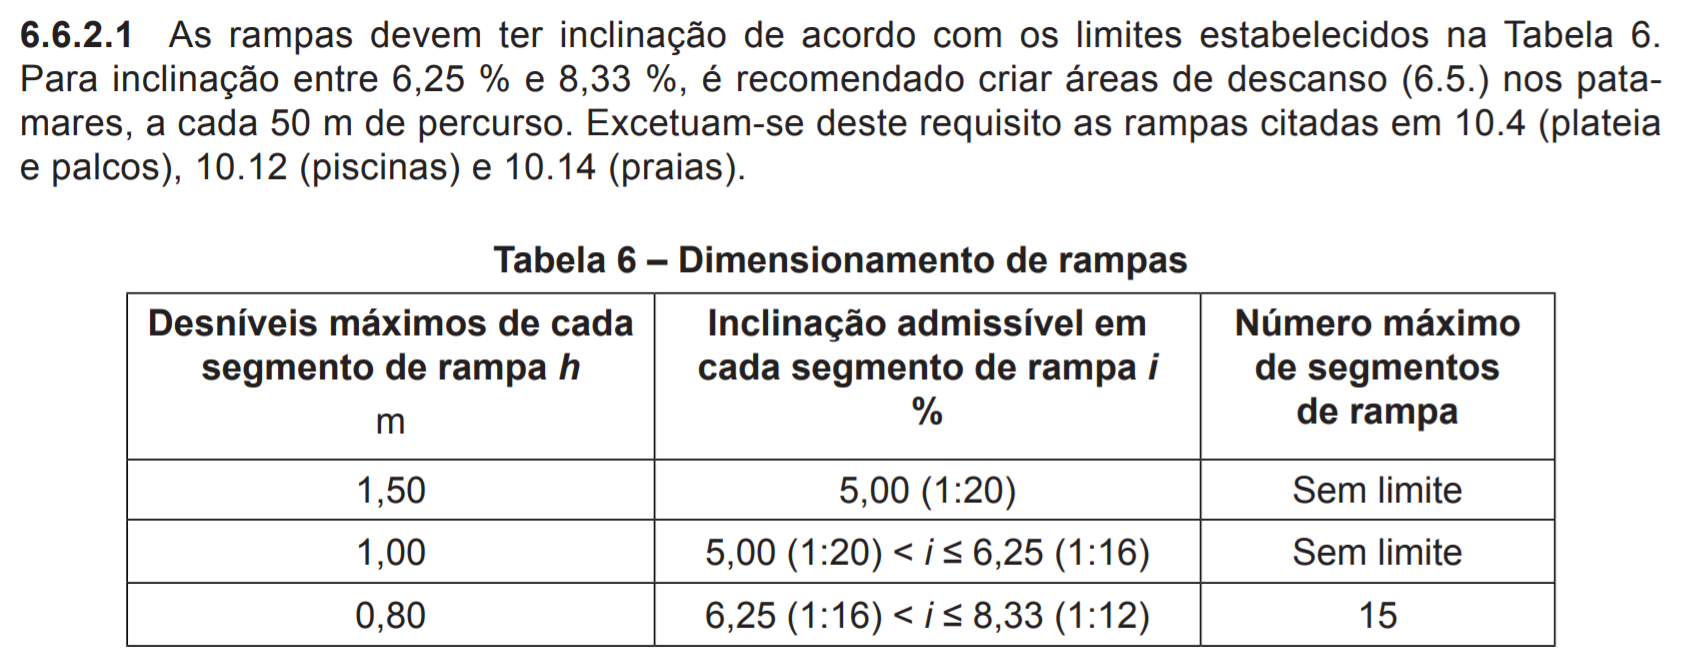 6.6.2.1 As rampas devem ter inclinação de acordo com os limites estabelecidos na Tabela 6.
Para inclinação entre 6,25 % e 8,33 %, é recomendado criar áreas de descanso (6.5.) nos pata-
mares, a cada 50 m de percurso. Excetuam-se deste requisito as rampas citadas em 10.4 (plateia
e palcos), 10.12 (piscinas) e 10.14 (praias).
Tabela 6 – Dimensionamento de rampas
Desníveis máximos de cada segmento de rampa h m
Inclinação admissível em cada segmento de rampa i %
Número máximo de segmentos de rampa
1,50 5,00 (1:20) Sem limite
1,00 5,00 (1:20) < i ≤ 6,25 (1:16) Sem limite
0,80 6,25 (1:16) < i ≤ 8,33 (1:12) 15